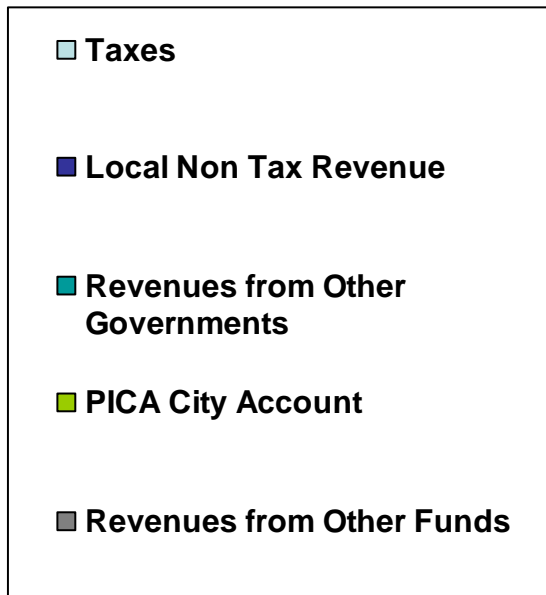 Taxes
Local Non Tax Revenue
Revenues from Other
Governments
PICA City Account
Revenues from Other Funds